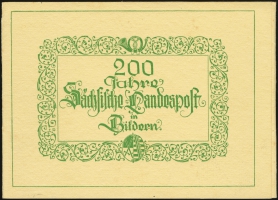 200
Jahre
Sächsische Landespost
in
Bildern.